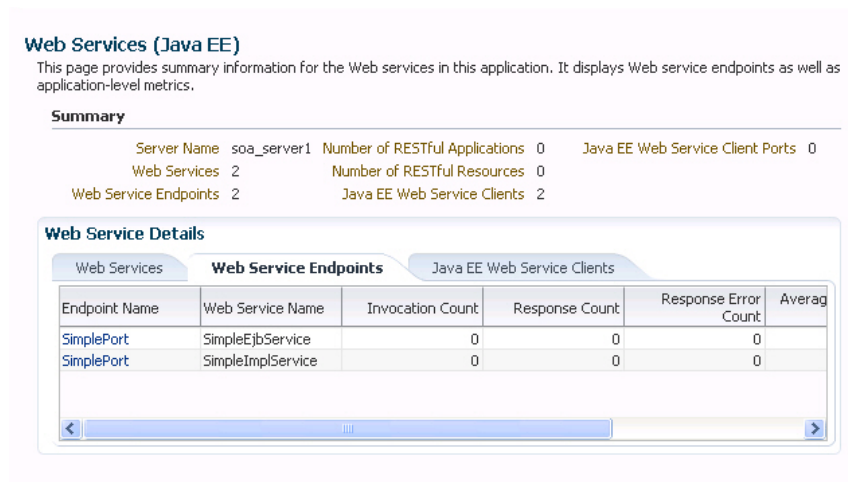 Web Services (Java EE)
This page provides summary information for the Web services in this application. It displays Web service endpoints as well as
application-level metrics.
Summary
Server Name soa_server1 Number of RESTful Applications 0 Java EE Web Service Client Ports 0
Web Services 2 Number of RESTful Resources 0
Web Service Endpoints 2 Java EE Web Service Clients 2
Web Service Details
Web Services Web Service Endpoints Java EE Web Service Clients
Endpoint Name Web Service Name Invocation Count Response Count Response Error Count Averag
SimplePort SimpleEjbService 0 0 0
SimplePort SimpleImplService 0 0 0